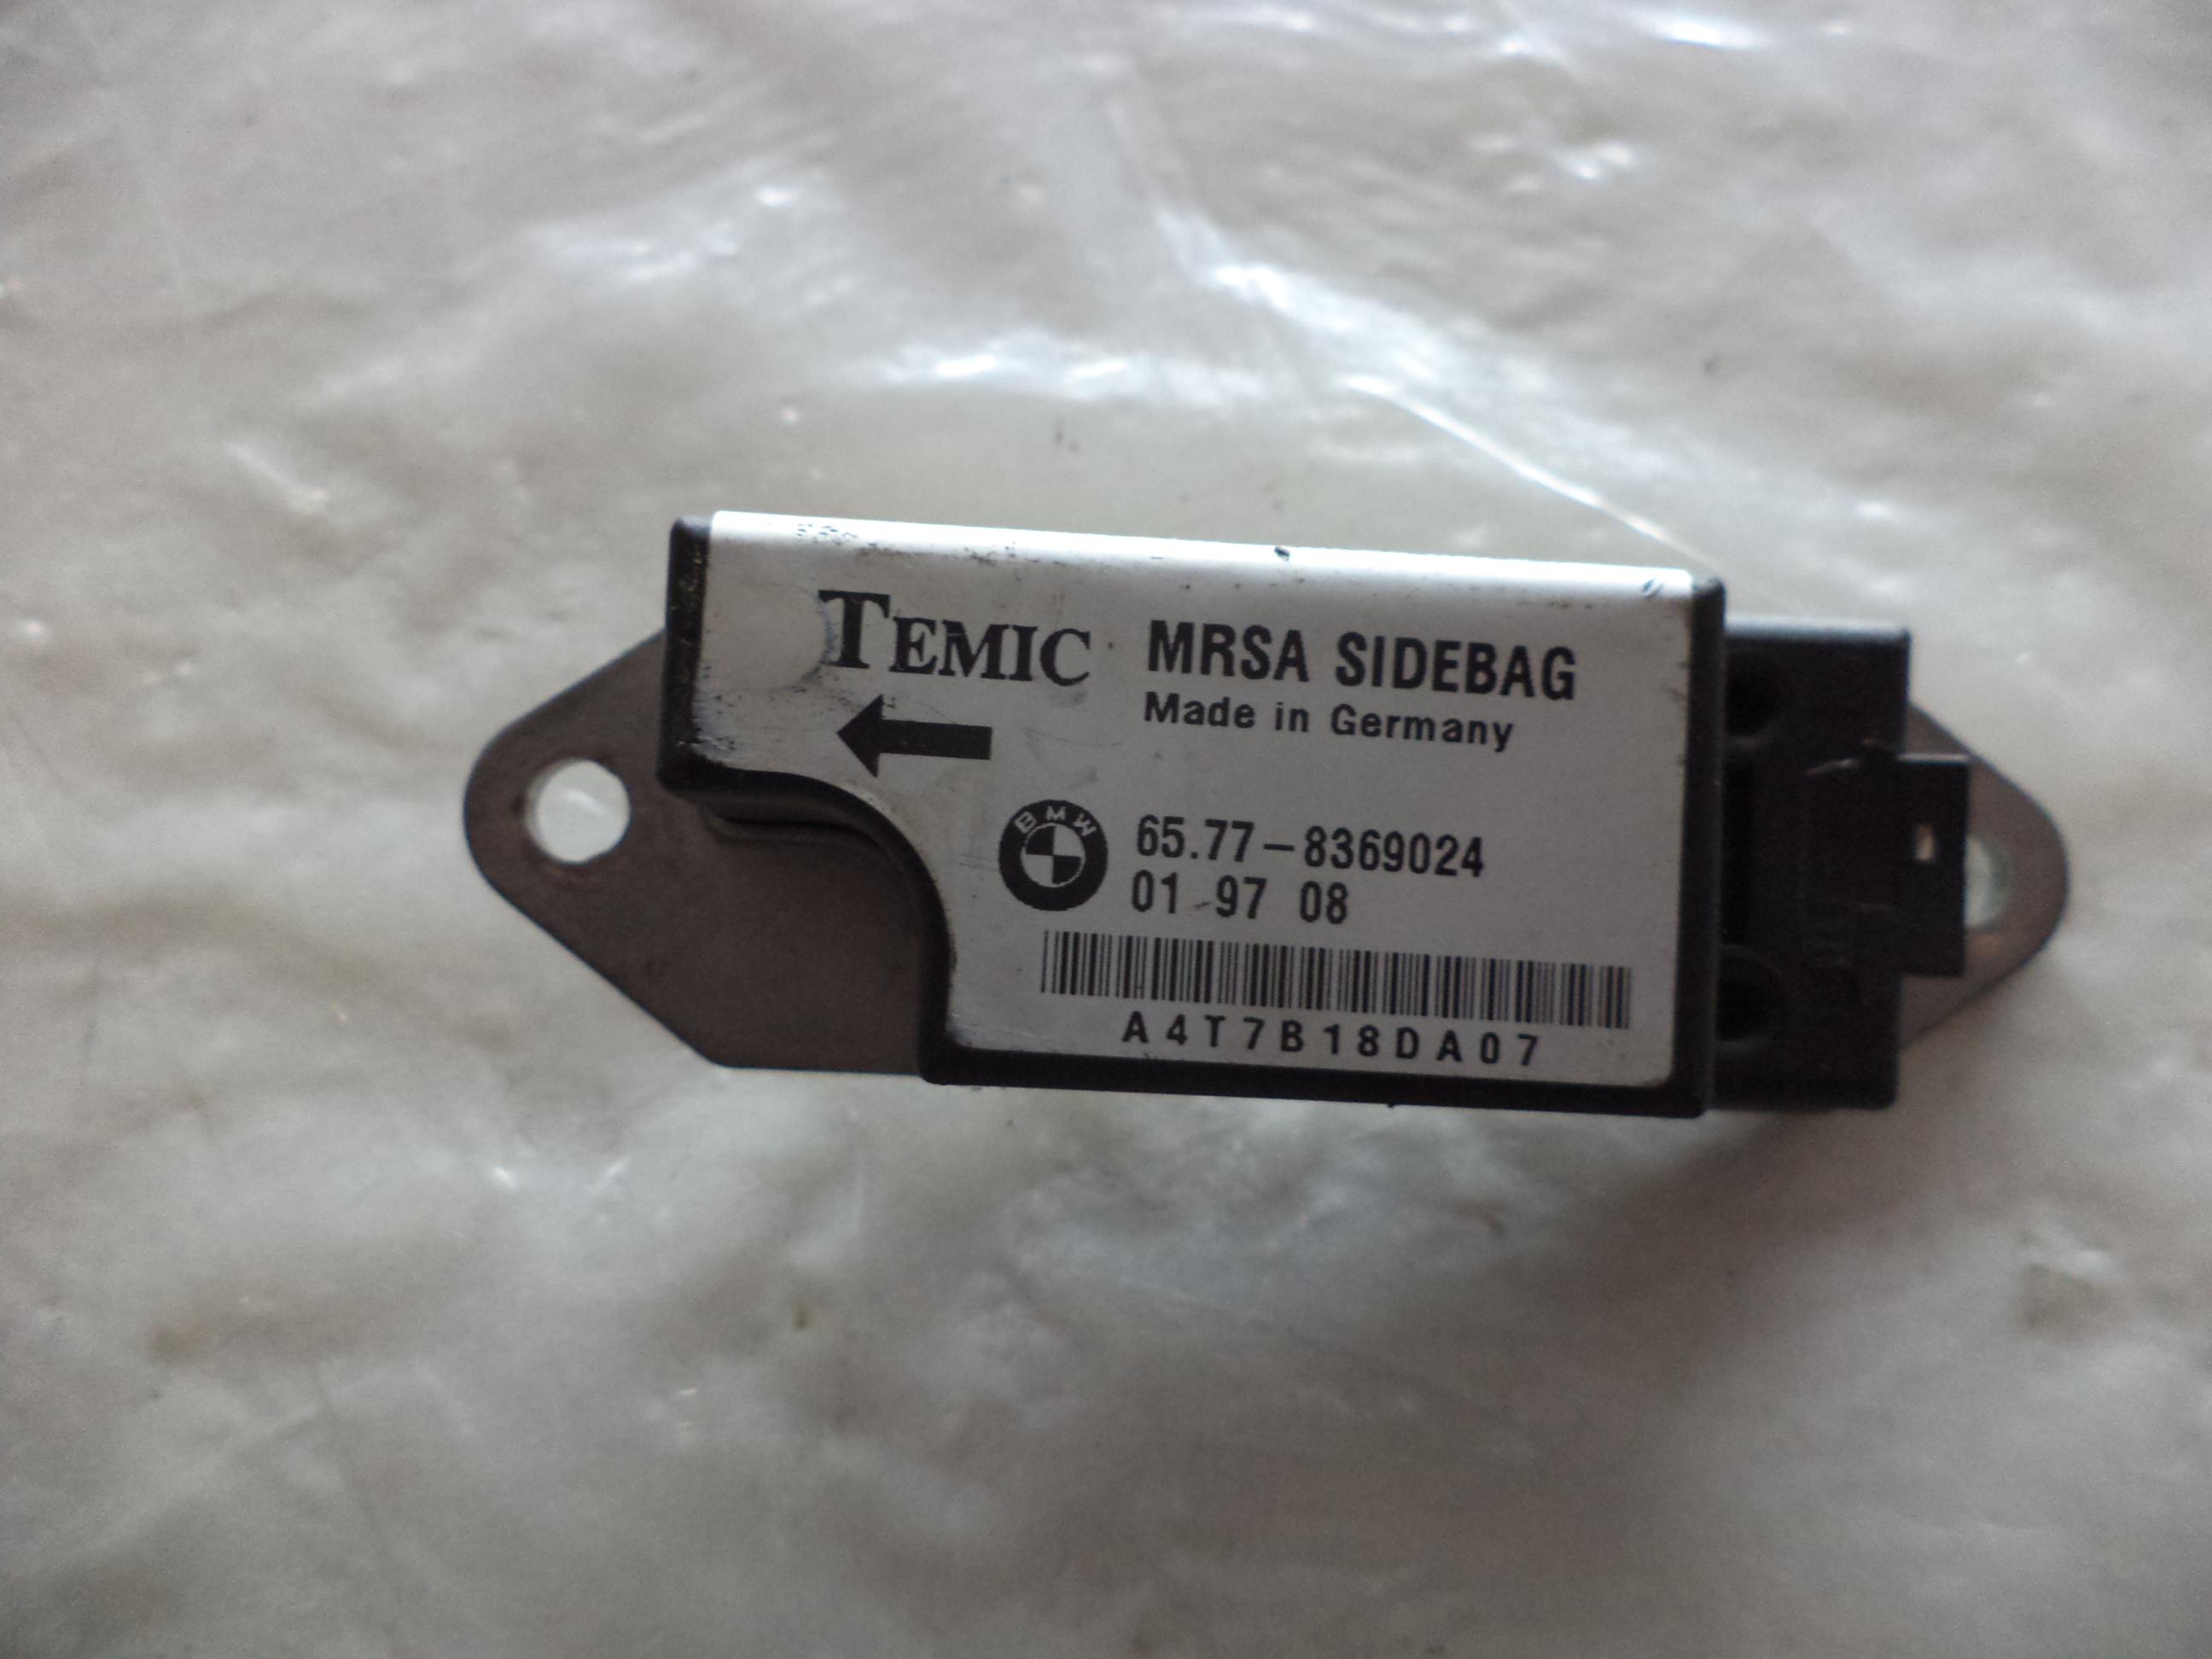 TEMIC MRSA SIDEBAG
Made in Germany
BMW
65.77-8369024
01 97 08
A4T7B18DA07